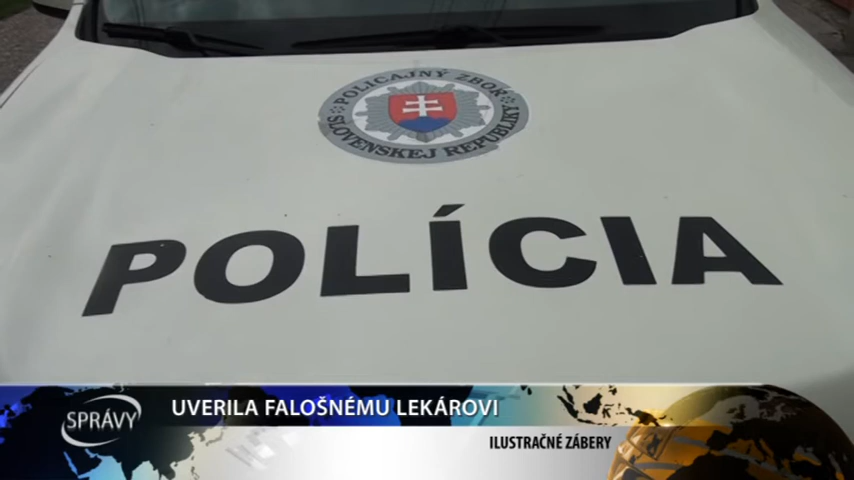 POLICAJNÝ ZBOR
SLOVENSKEJ REPUBLIKY
POLÍCIA
SPRÁVY
UVERILA FALOŠNÉMU LEKÁROVI
ILUSTRAČNÉ ZÁBERY